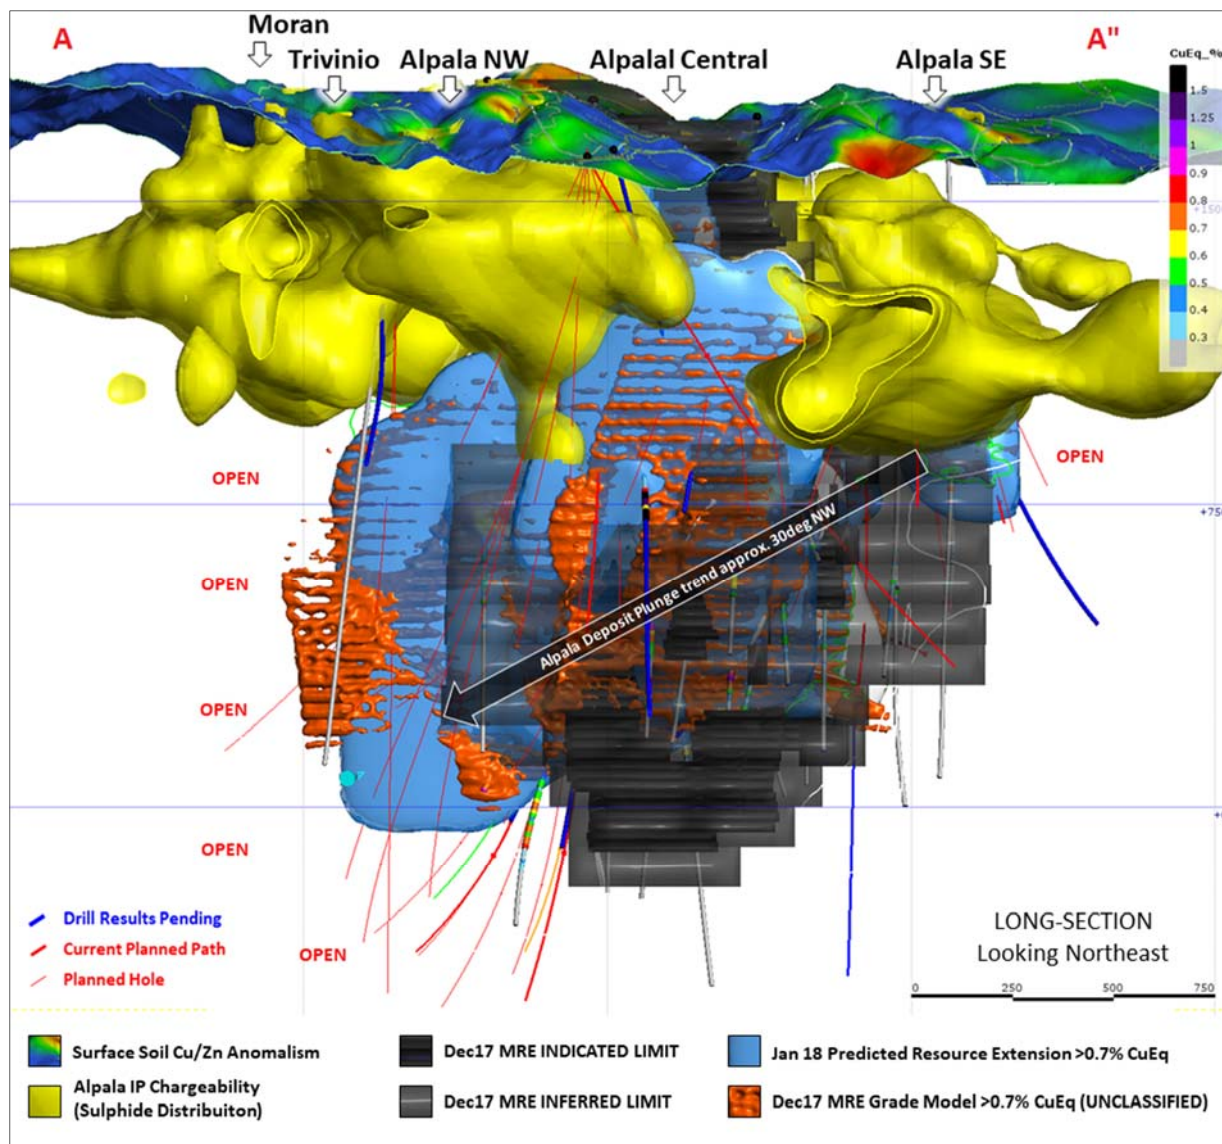 A
Moran
Trivinio
Alpala NW
Alpalal Central
Alpala SE
A"
CuEq_%
1.5
1.25
1
0.9
0.8
0.7
0.6
0.5
0.4
0.3
OPEN
OPEN
+75
OPEN
Alpala Deposit Plunge trend approx. 30deg NW
OPEN
OPEN
OPEN
Drill Results Pending
Current Planned Path
Planned Hole
LONG-SECTION
Looking Northeast
0 250 500 750
Surface Soil Cu/Zn Anomalism
Alpala IP Chargeability
(Sulphide Distribuiton)
Dec17 MRE INDICATED LIMIT
Dec17 MRE INFERRED LIMIT
Jan 18 Predicted Resource Extension >0.7% CuEq
Dec17 MRE Grade Model >0.7% CuEq (UNCLASSIFIED)